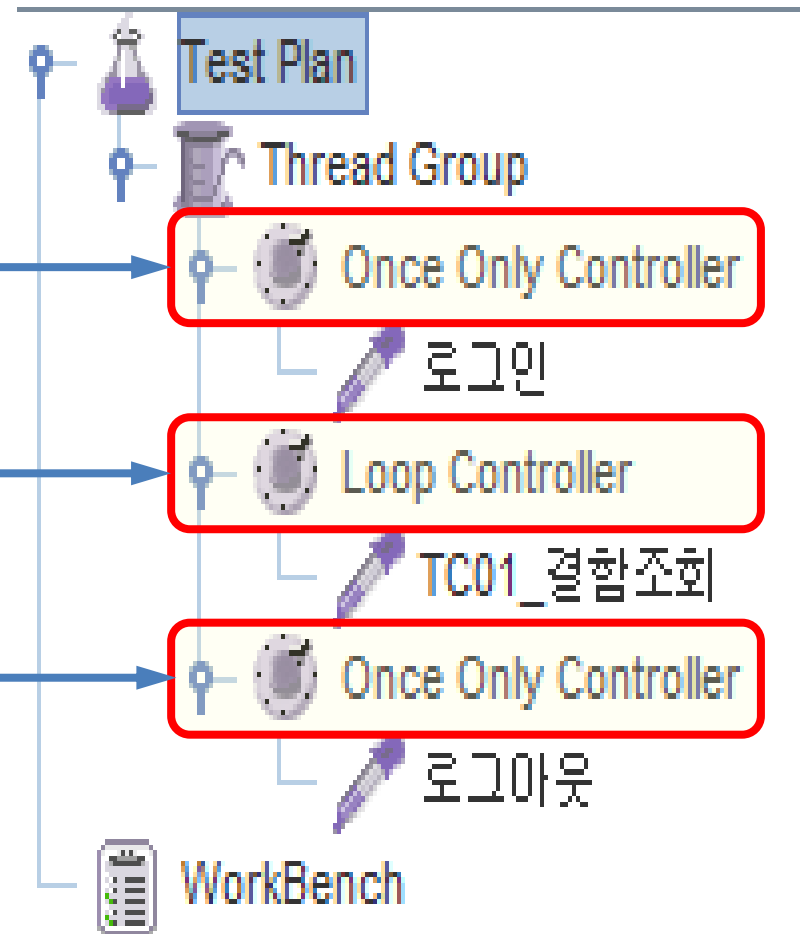 Test Plan
Thread Group
Once Only Controller
로그인
Loop Controller
TC01_결함조회
Once Only Controller
로그아웃
WorkBench